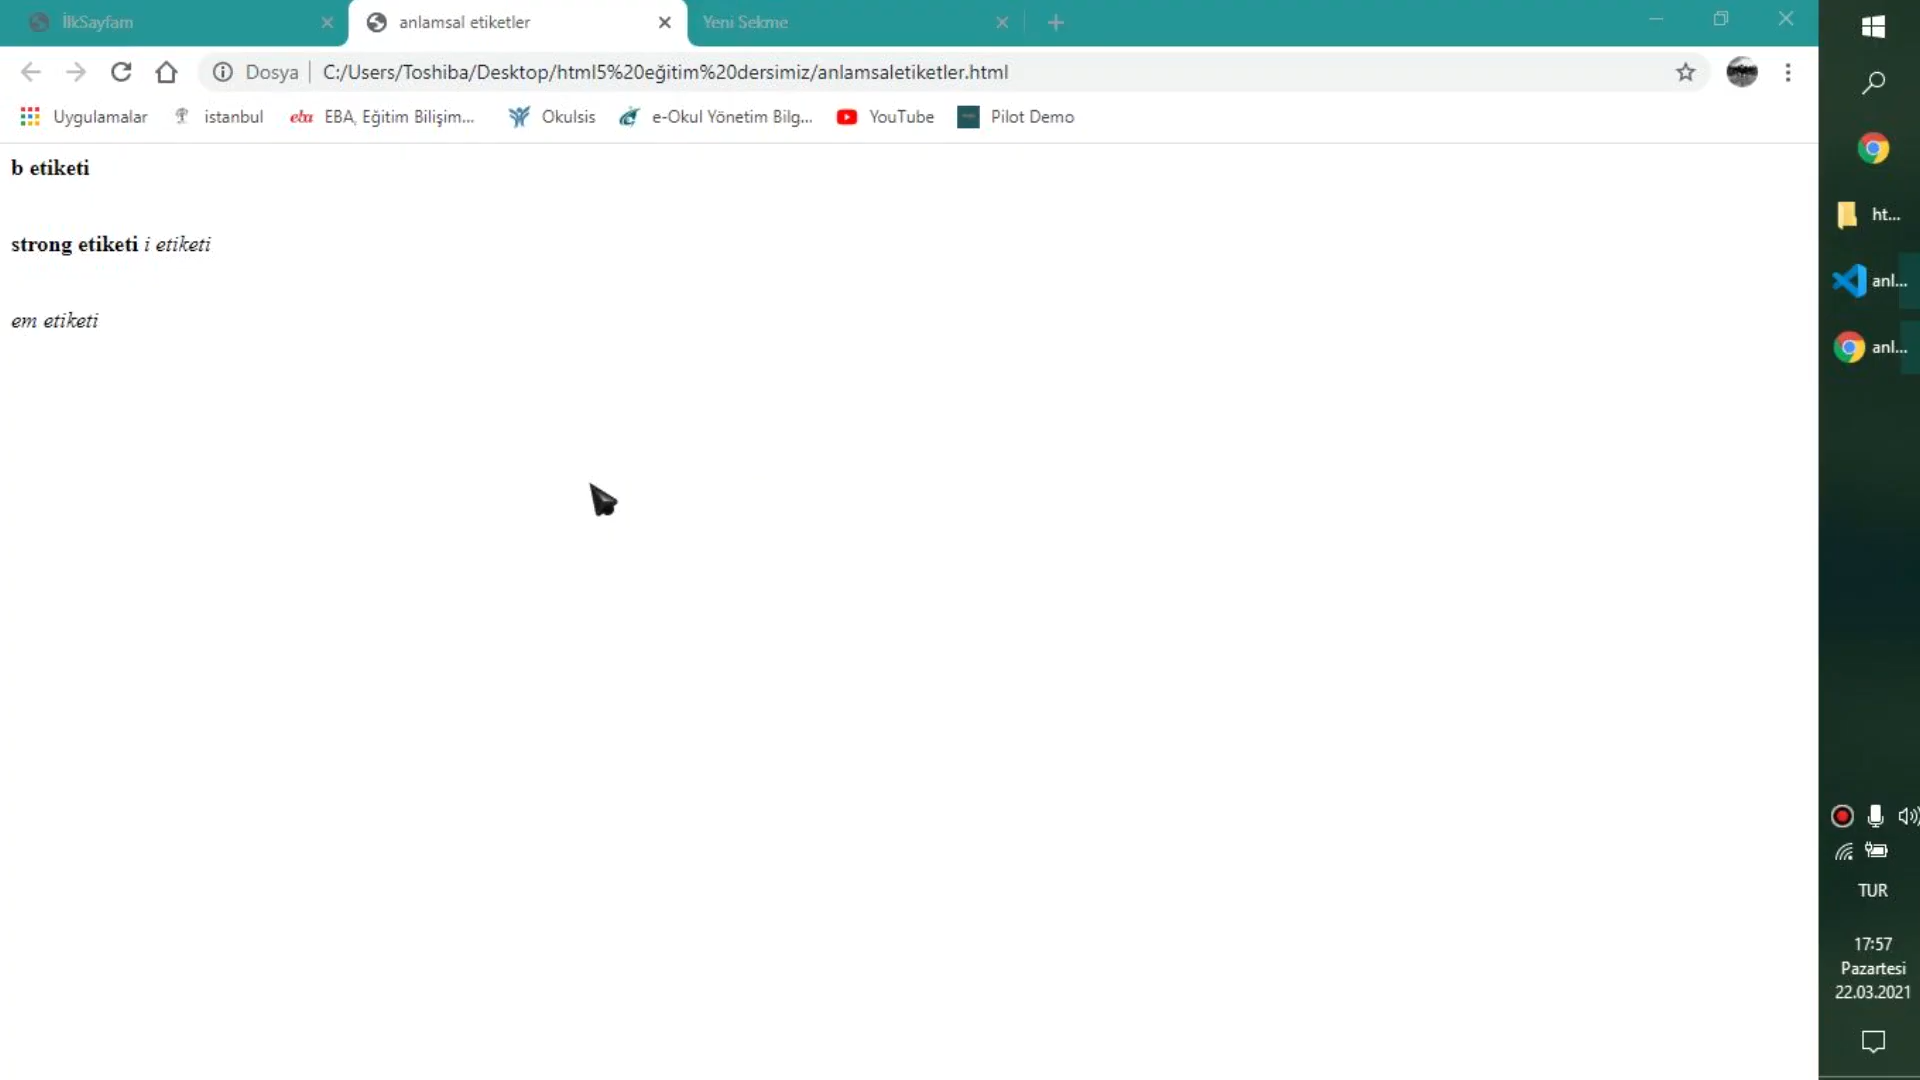 İlkSayfam
anlamsal etiketler
Yeni Sekme
Dosya
C:/Users/Toshiba/Desktop/html5%20eğitim%20dersimiz/anlamsaletiketler.html
Uygulamalar
istanbul
eba EBA, Eğitim Bilişim...
Okulsis
e-Okul Yönetim Bilg...
YouTube
Pilot Demo
b etiketi
strong etiketi i etiketi
em etiketi
ht...
anl...
anl...
TUR
17:57
Pazartesi
22.03.2021